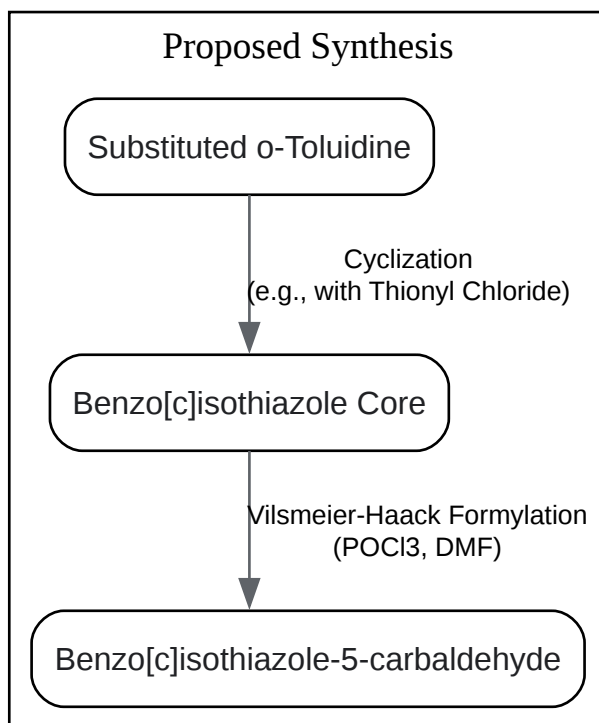 Proposed Synthesis
Substituted o-Toluidine
Cyclization
(e.g., with Thionyl Chloride)
Benzo[c]isothiazole Core
Vilsmeier-Haack Formylation
(POCl3, DMF)
Benzo[c]isothiazole-5-carbaldehyde